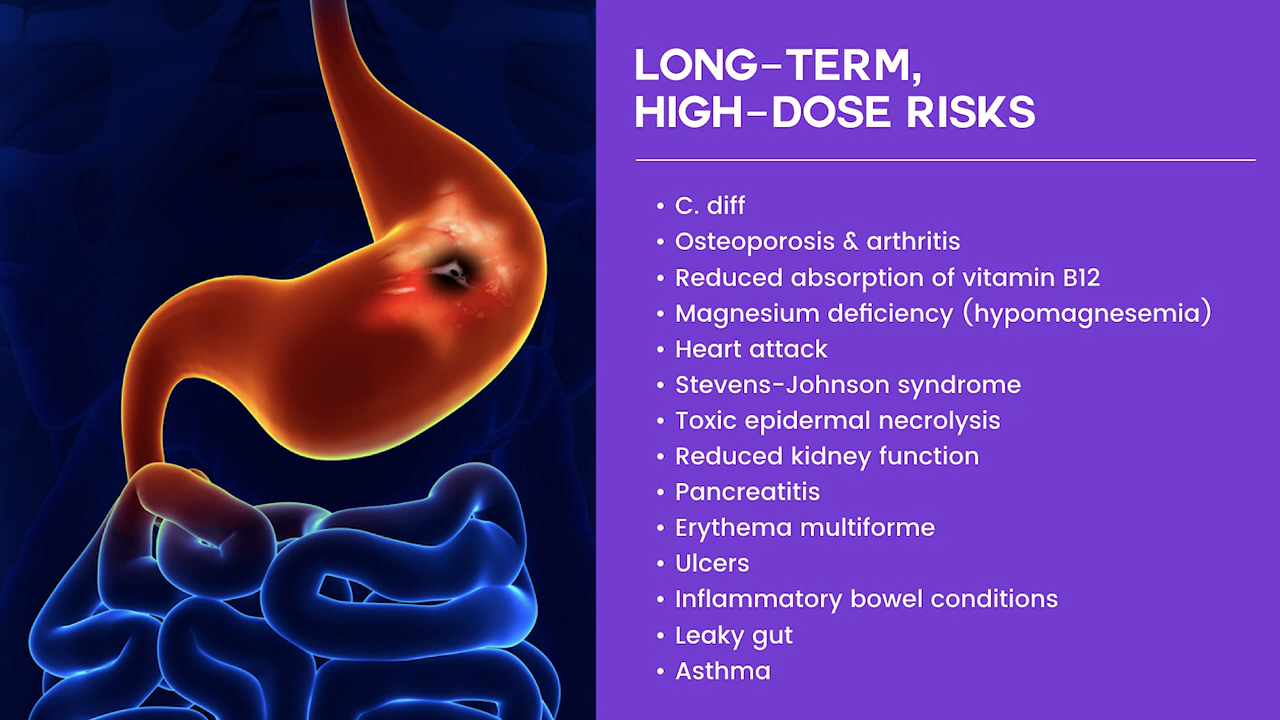 LONG-TERM,
HIGH-DOSE RISKS
• C. diff
• Osteoporosis & arthritis
• Reduced absorption of vitamin B12
• Magnesium deficiency (hypomagnesemia)
• Heart attack
• Stevens-Johnson syndrome
• Toxic epidermal necrolysis
• Reduced kidney function
• Pancreatitis
• Erythema multiforme
• Ulcers
• Inflammatory bowel conditions
• Leaky gut
• Asthma